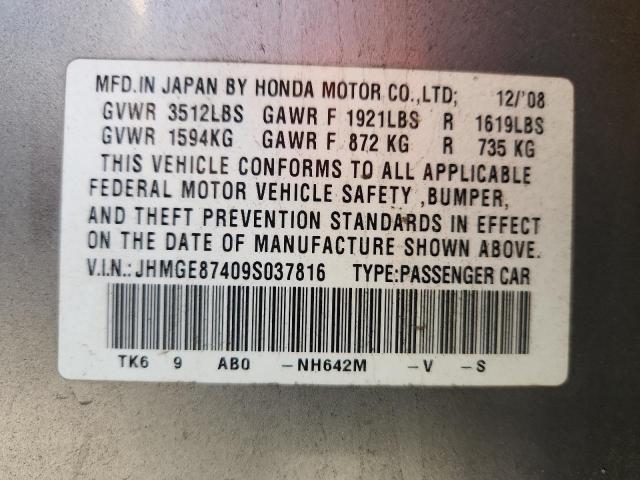 MFD.IN JAPAN BY HONDA MOTOR CO.,LTD; 12/'08
GVWR 3512LBS GAWR F 1921LBS R 1619LBS
GVWR 1594KG GAWR F 872 KG R 735 KG
THIS VEHICLE CONFORMS TO ALL APPLICABLE
FEDERAL MOTOR VEHICLE SAFETY ,BUMPER,
AND THEFT PREVENTION STANDARDS IN EFFECT
ON THE DATE OF MANUFACTURE SHOWN ABOVE.
V.I.N.:JHMGE87409S037816 TYPE:PASSENGER CAR
TK6 9 AB0 -NH642M -V -S